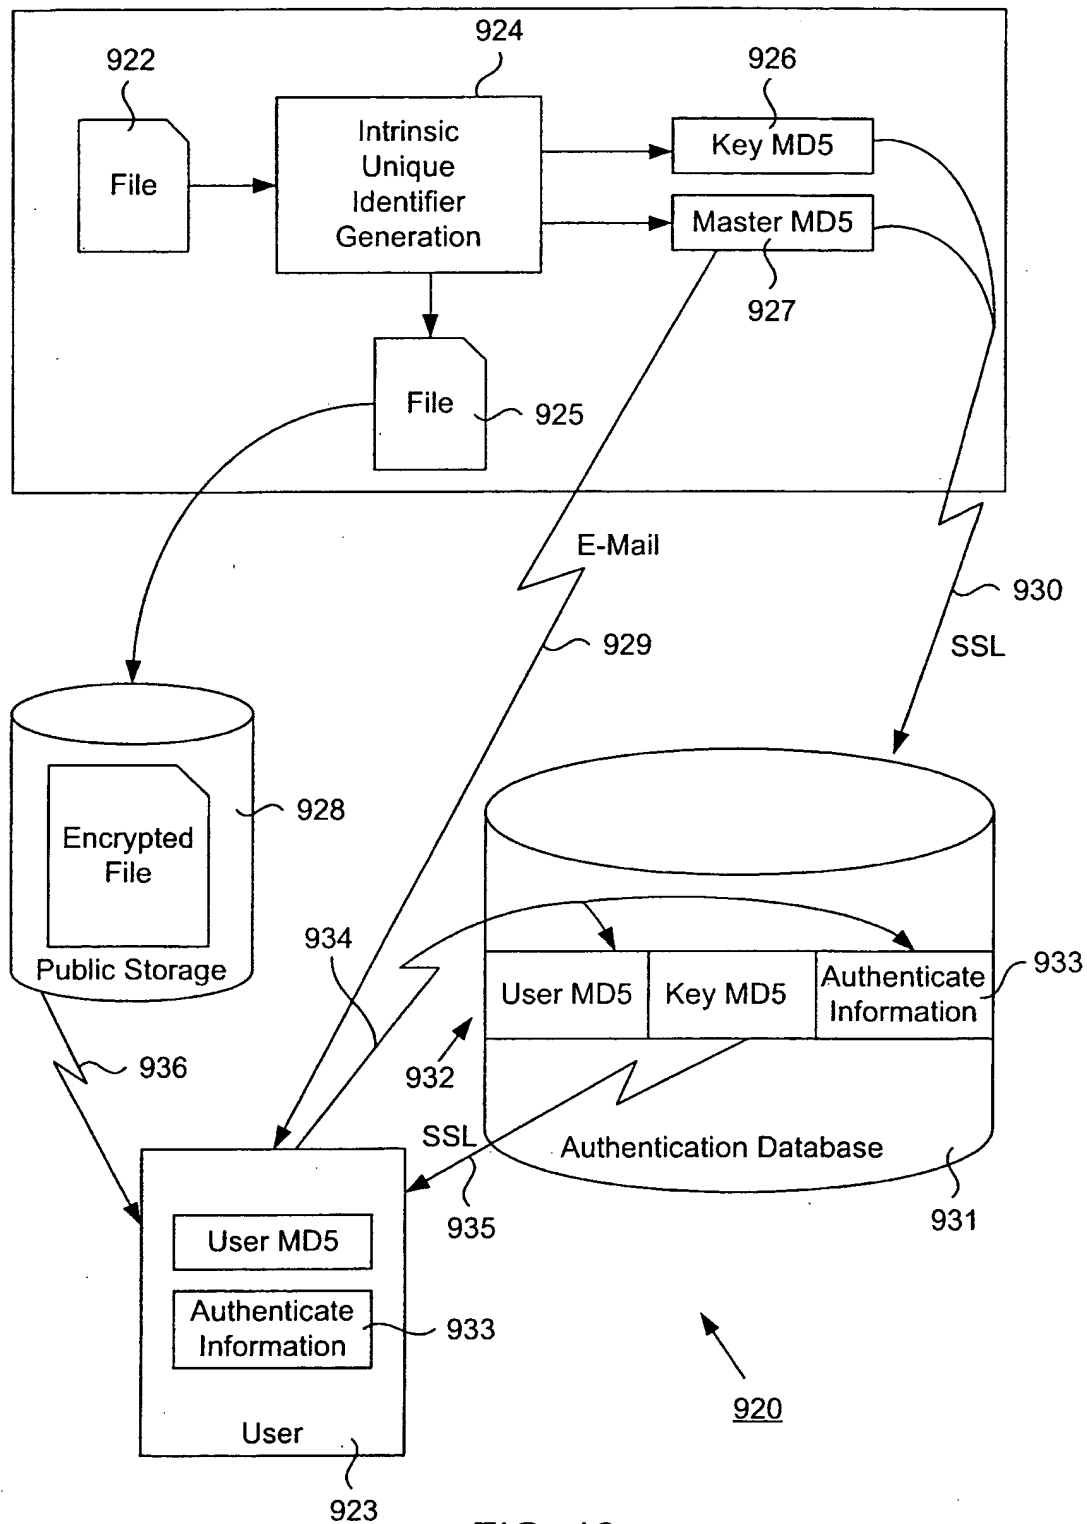 924
922
926
Intrinsic
Unique
Identifier
Generation
Key MD5
File
Master MD5
927
File
925
E-Mail
930
929
SSL
928
Encrypted
File
934
Public Storage
User MD5
Key MD5
Authenticate
Information
933
936
932
SSL
Authentication Database
935
931
User MD5
Authenticate
Information
933
920
User
923